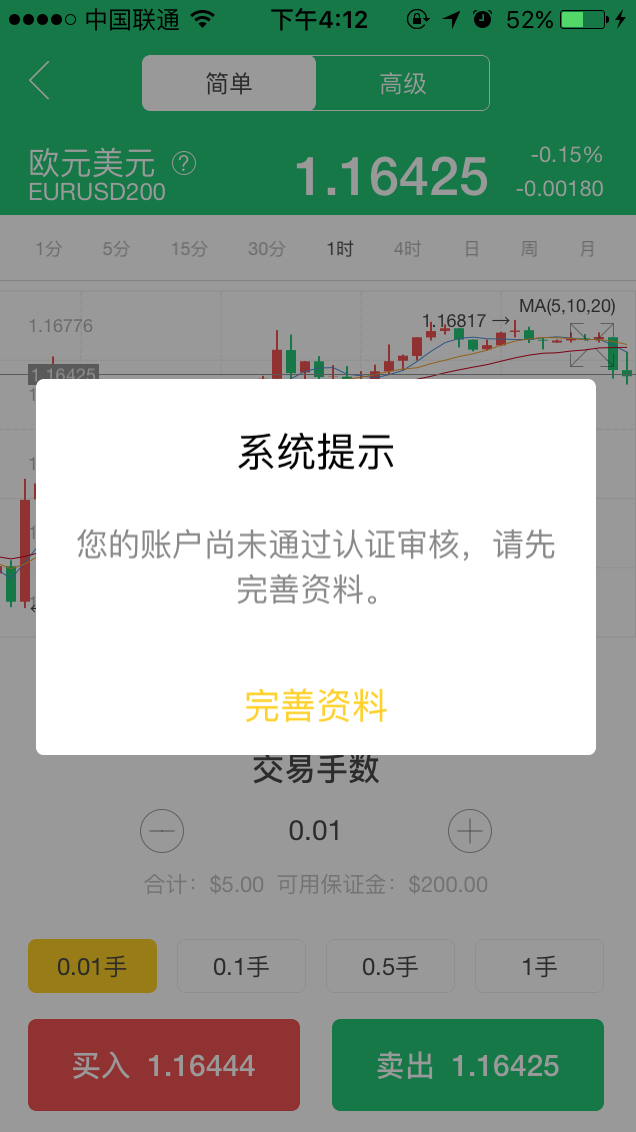 中国联通 下午4:12 52%
简单 高级
欧元美元 ? 1.16425 -0.15%
EURUSD200 -0.00180
1分 5分 15分 30分 1时 4时 日 周 月
MA(5,10,20)
1.16776 1.16817→
1.16425
系统提示
您的账户尚未通过认证审核，请先
完善资料。
完善资料
交易手数
0.01
合计：$5.00 可用保证金：$200.00
0.01手 0.1手 0.5手 1手
买入 1.16444 卖出 1.16425